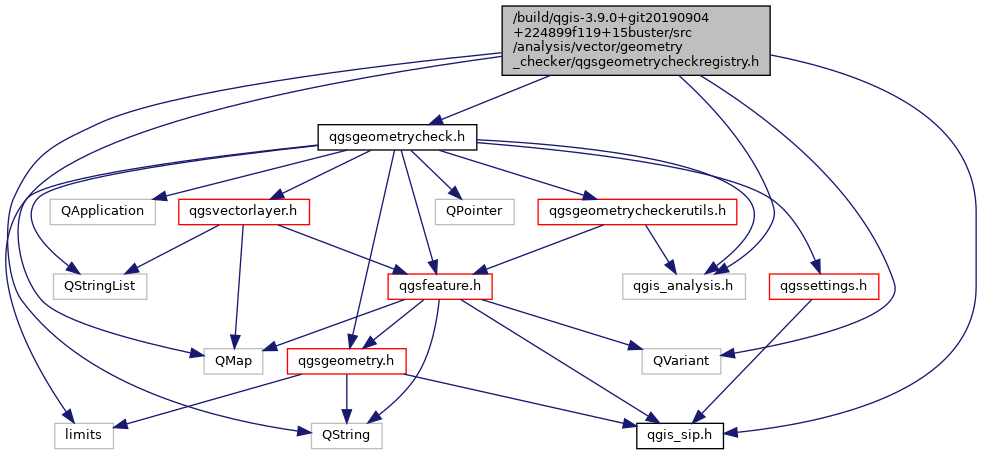 /build/qgis-3.9.0+git20190904
+224899f119+15buster/src
/analysis/vector/geometry
_checker/qgsgeometrycheckregistry.h
qgsgeometrycheck.h
QApplication
qgsvectorlayer.h
QPointer
qgsgeometrycheckerutils.h
QStringList
qgsfeature.h
qgis_analysis.h
qgssettings.h
QMap
qgsgeometry.h
QVariant
limits
QString
qgis_sip.h